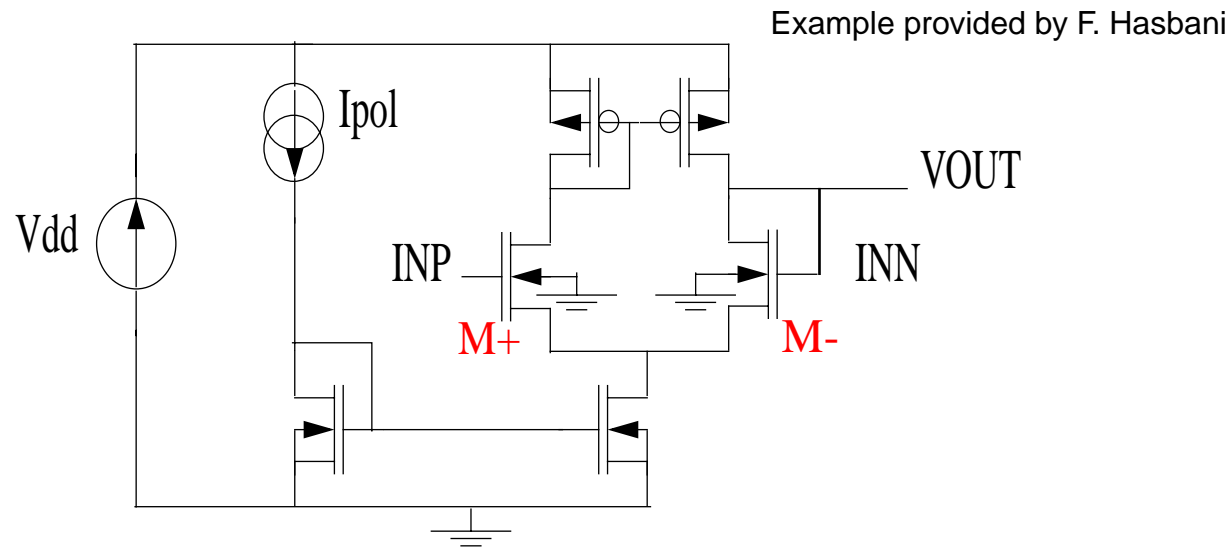 Example provided by F. Hasbani
Ipol
VOUT
Vdd
INP
INN
M+
M-